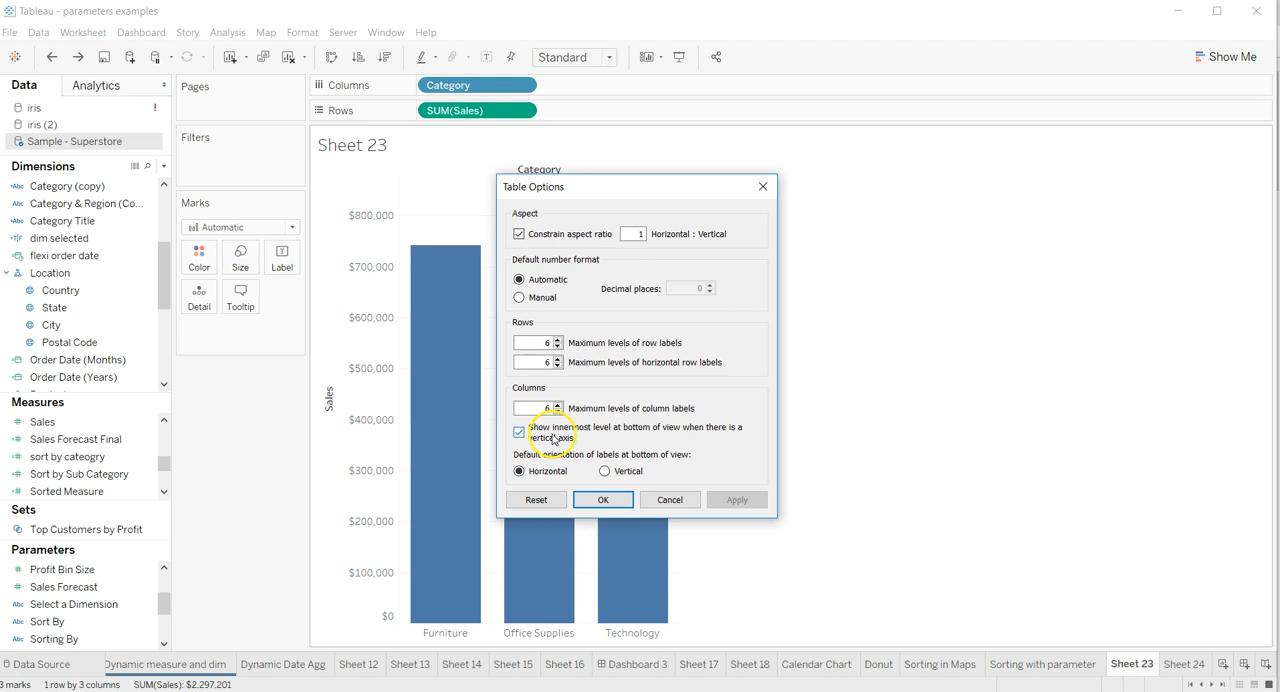 Tableau - parameters examples
File Data Worksheet Dashboard Story Analysis Map Format Server Window Help
Standard
Show Me
Data Analytics
iris !
iris (2)
Sample - Superstore
Dimensions
Category (copy)
Category & Region (Co...
Category Title
dim selected
flexi order date
Location
Country
State
City
Postal Code
Order Date (Months)
Order Date (Years)
Measures
Sales
Sales Forecast Final
sort by cateogry
Sort by Sub Category
Sorted Measure
Sets
Top Customers by Profit
Parameters
Profit Bin Size
Sales Forecast
Select a Dimension
Sort By
Sorting By
Pages
Filters
Marks
Automatic
Color Size Label
Detail Tooltip
Columns Category
Rows SUM(Sales)
Sheet 23
Category
Sales
$800,000
$700,000
$600,000
$500,000
$400,000
$300,000
$200,000
$100,000
$0
Furniture Office Supplies Technology
Table Options
Aspect
Constrain aspect ratio 1 Horizontal : Vertical
Default number format
Automatic
Manual
Decimal places: 0
Rows
6 Maximum levels of row labels
6 Maximum levels of horizontal row labels
Columns
6 Maximum levels of column labels
Show innermost level at bottom of view when there is a
vertical axis
Default orientation of labels at bottom of view:
Horizontal Vertical
Reset OK Cancel Apply
Data Source Dynamic measure and dim Dynamic Date Agg Sheet 12 Sheet 13 Sheet 14 Sheet 15 Sheet 16 Dashboard 3 Sheet 17 Sheet 18 Calendar Chart Donut Sorting in Maps Sorting with parameter Sheet 23 Sheet 24
3 marks 1 row by 3 columns SUM(Sales): $2,297,201